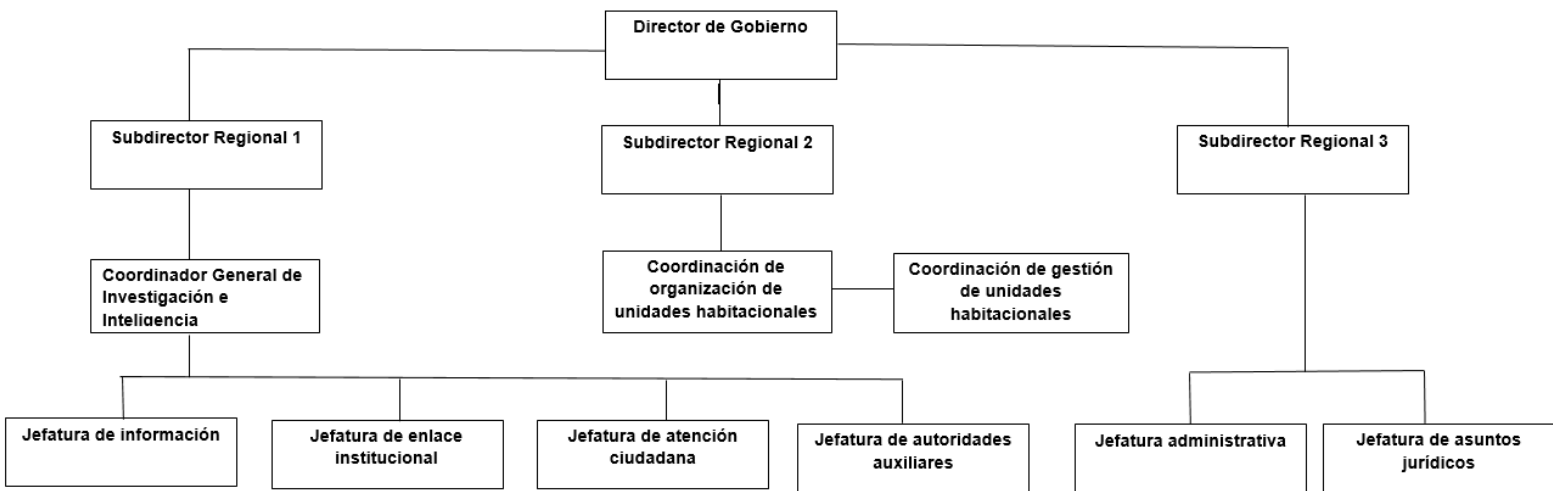 Director de Gobierno
Subdirector Regional 1
Subdirector Regional 2
Subdirector Regional 3
Coordinador General de
Investigación e
Inteligencia
Coordinación de
organización de
unidades habitacionales
Coordinación de gestión
de unidades
habitacionales
Jefatura de información
Jefatura de enlace
institucional
Jefatura de atención
ciudadana
Jefatura de autoridades
auxiliares
Jefatura administrativa
Jefatura de asuntos
jurídicos